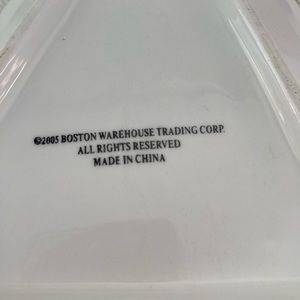 ©2005 BOSTON WAREHOUSE TRADING CORP.
ALL RIGHTS RESERVED
MADE IN CHINA